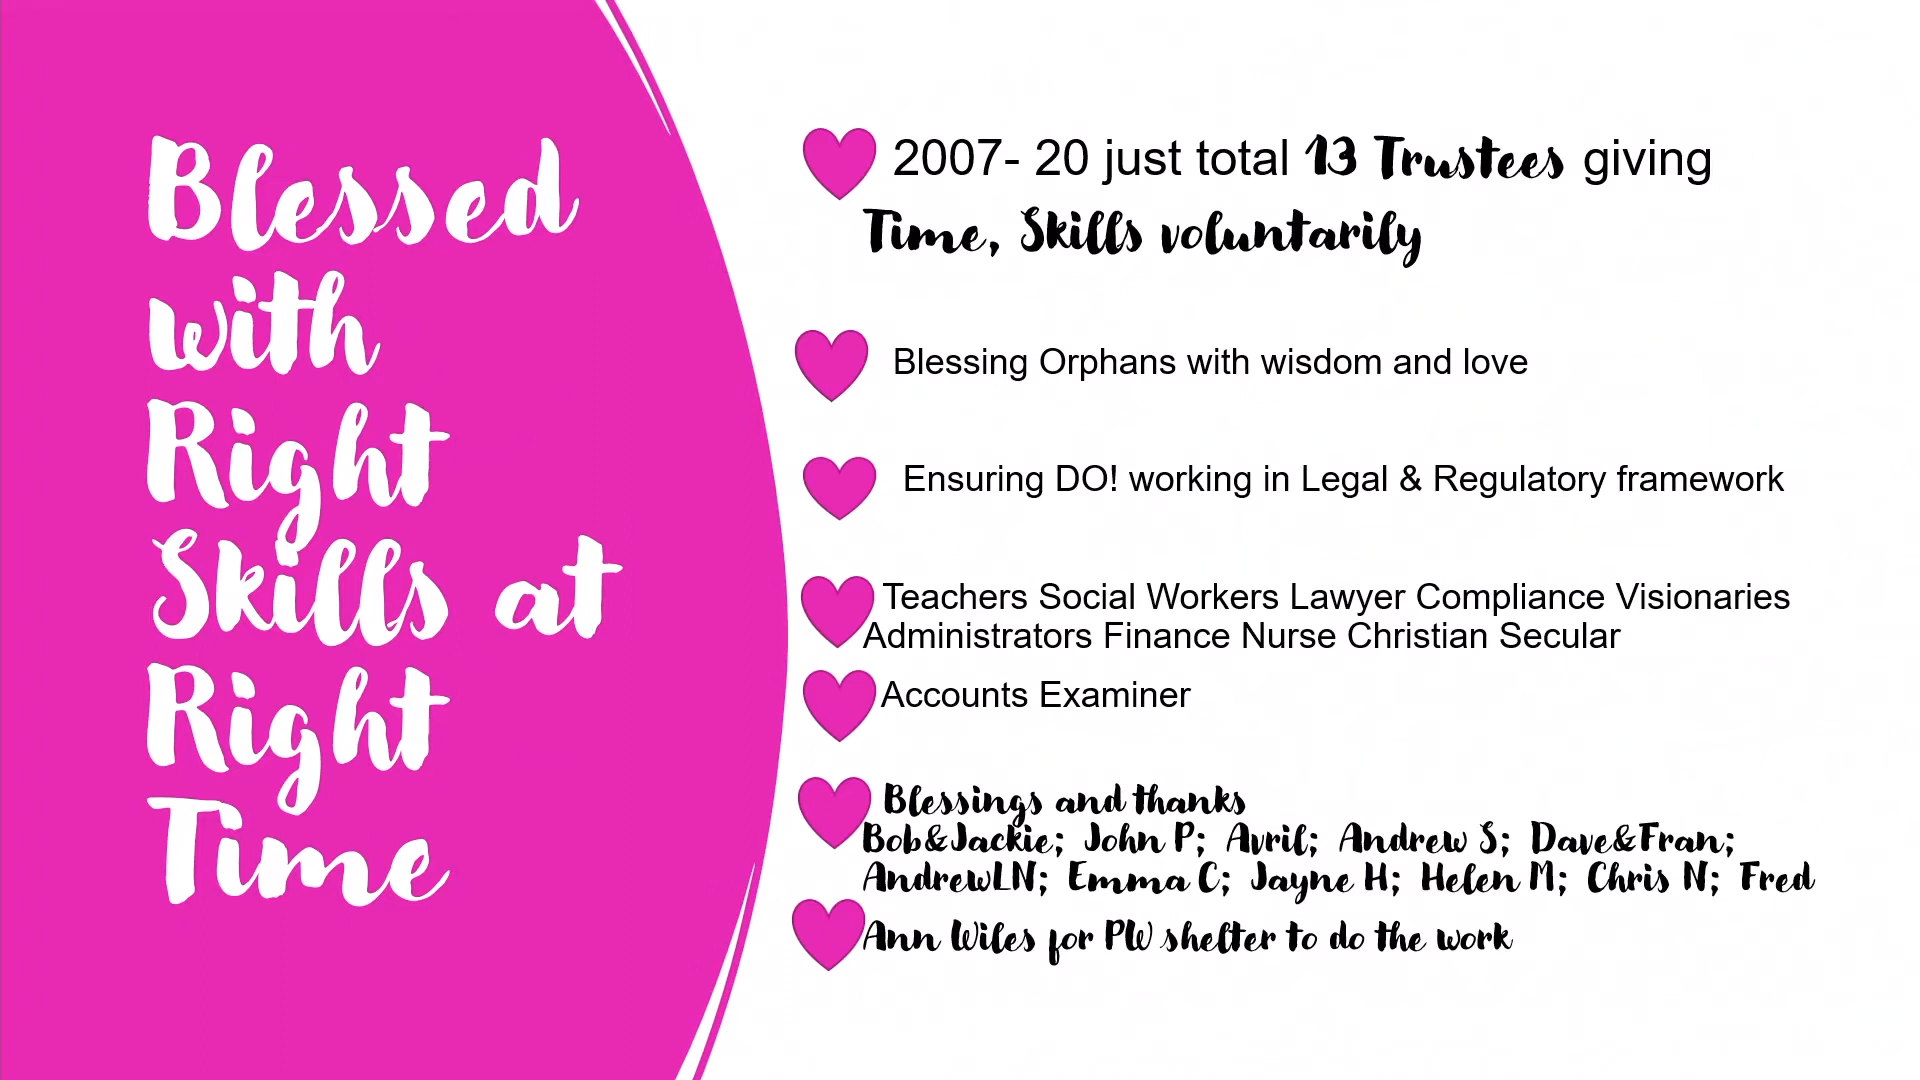 Blessed
with
Right
Skills at
Right
Time
2007- 20 just total 13 Trustees giving
Time, Skills voluntarily
Blessing Orphans with wisdom and love
Ensuring DO! working in Legal & Regulatory framework
Teachers Social Workers Lawyer Compliance Visionaries
Administrators Finance Nurse Christian Secular
Accounts Examiner
Blessings and thanks
Bob&Jackie; John P; Avril; Andrew S; Dave&Fran;
AndrewLN; Emma C; Jayne H; Helen M; Chris N; Fred
Ann Wiles for PW shelter to do the work